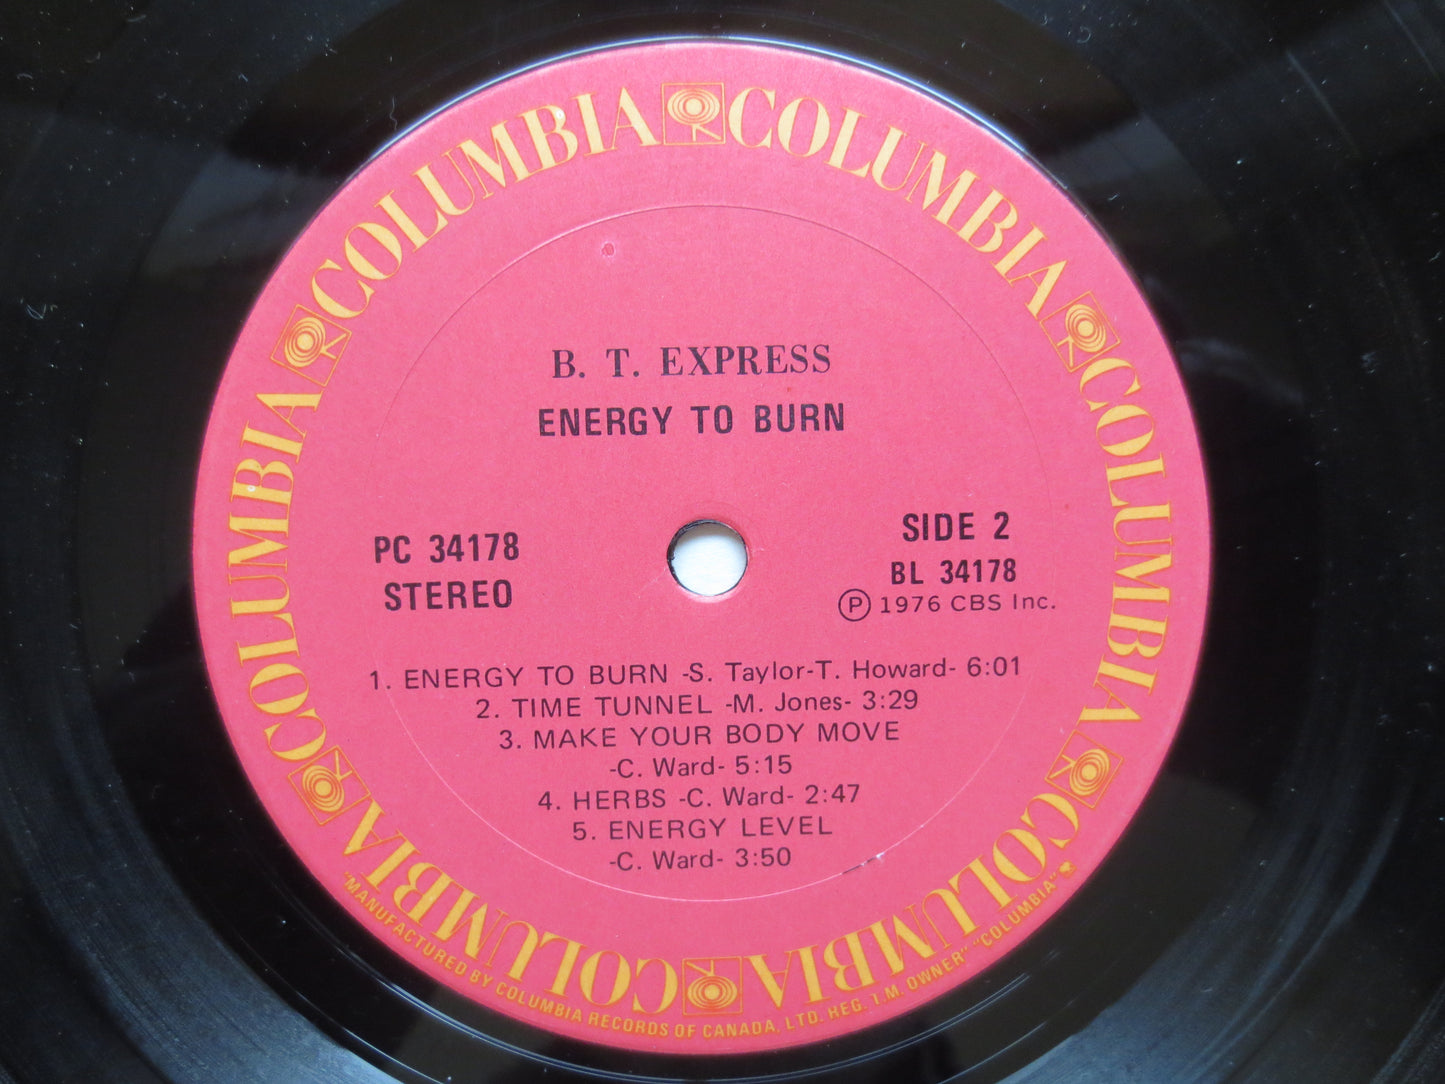 COLUMBIA COLUMBIA COLUMBIA COLUMBIA COLUMBIA COLUMBIA COLUMBIA COLUMBIA
B. T. EXPRESS
ENERGY TO BURN
PC 34178
STEREO
SIDE 2
BL 34178
Ⓟ 1976 CBS Inc.
1. ENERGY TO BURN -S. Taylor-T. Howard- 6:01
2. TIME TUNNEL -M. Jones- 3:29
3. MAKE YOUR BODY MOVE
-C. Ward- 5:15
4. HERBS -C. Ward- 2:47
5. ENERGY LEVEL
-C. Ward- 3:50
"MANUFACTURED BY COLUMBIA RECORDS OF CANADA, LTD. REG. T.M. OWNER" "COLUMBIA"